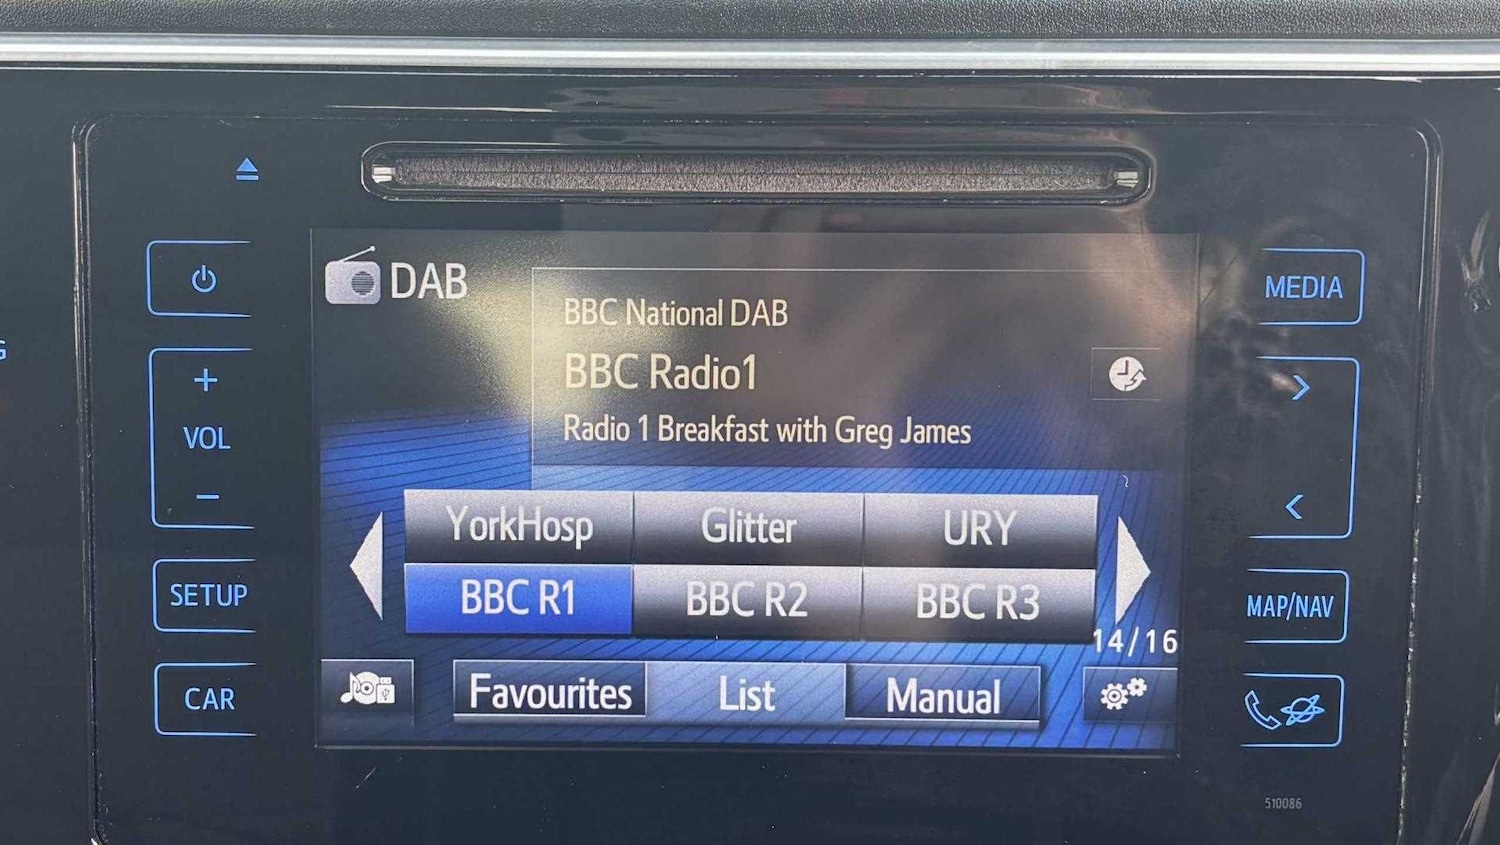 DAB
BBC National DAB
BBC Radio1
Radio 1 Breakfast with Greg James
YorkHosp
Glitter
URY
BBC R1
BBC R2
BBC R3
14/16
Favourites
List
Manual
+
VOL
−
SETUP
CAR
MEDIA
>
<
MAP/NAV
510086